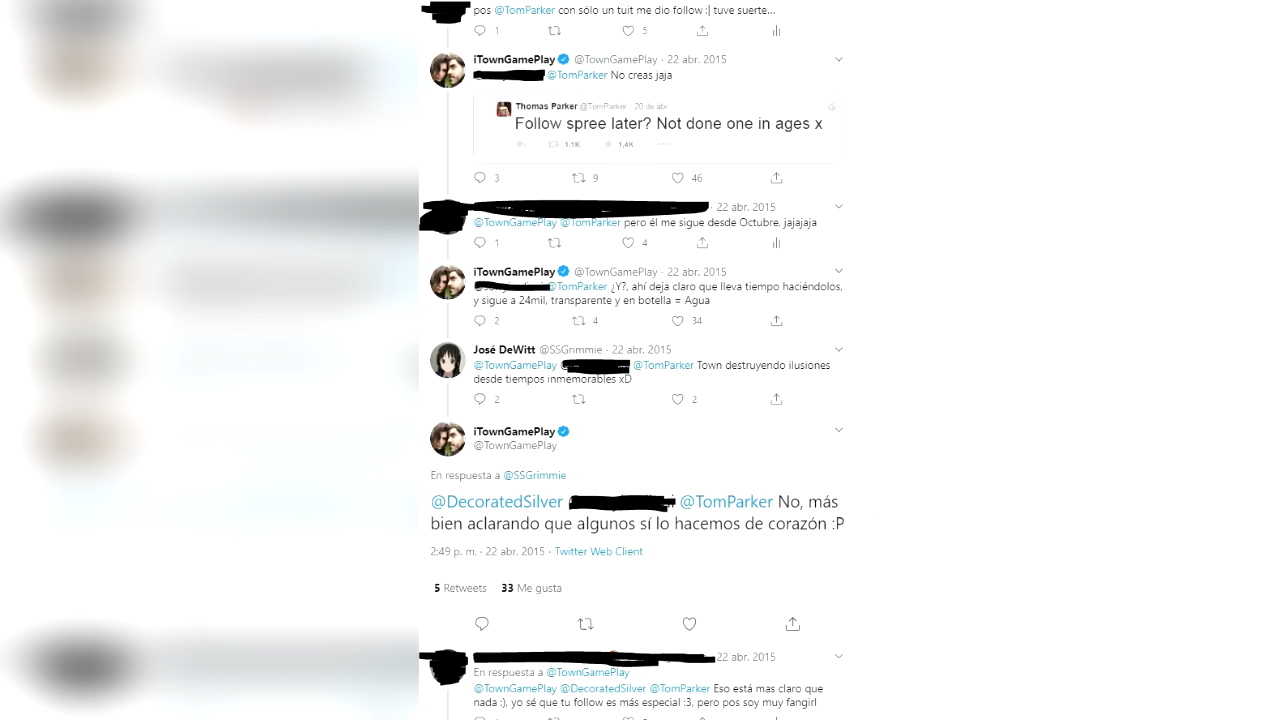 pos @TomParker con sólo un tuit me dio follow :| tuve suerte...
1 5
iTownGamePlay @TownGamePlay · 22 abr. 2015
@TomParker No creas jaja
Thomas Parker @TomParker · 20 de abr
Follow spree later? Not done one in ages x
1,1K 1,4K ···
3 9 46
· 22 abr. 2015
@TownGamePlay @TomParker pero él me sigue desde Octubre, jajajaja
1 4
iTownGamePlay @TownGamePlay · 22 abr. 2015
@TomParker ¿Y?, ahí deja claro que lleva tiempo haciéndolos,
y sigue a 24mil, transparente y en botella = Agua
2 4 34
José DeWitt @SSGrimmie · 22 abr. 2015
@TownGamePlay @TomParker Town destruyendo ilusiones
desde tiempos inmemorables xD
2 2
iTownGamePlay
@TownGamePlay
En respuesta a @SSGrimmie
@DecoratedSilver @TomParker No, más
bien aclarando que algunos sí lo hacemos de corazón :P
2:49 p. m. · 22 abr. 2015 · Twitter Web Client
5 Retweets 33 Me gusta
22 abr. 2015
En respuesta a @TownGamePlay
@TownGamePlay @DecoratedSilver @TomParker Eso está mas claro que
nada :), yo sé que tu follow es más especial :3, pero pos soy muy fangirl